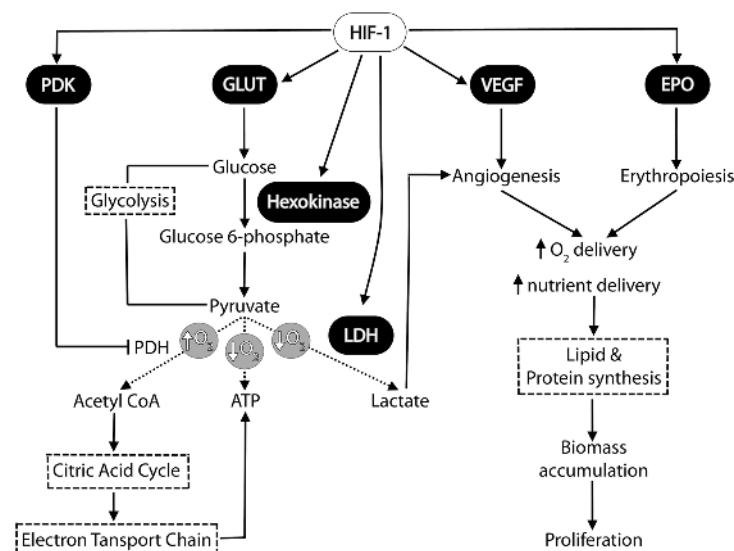 HIF-1
PDK
GLUT
VEGF
EPO
Glucose
Glycolysis
Hexokinase
Angiogenesis
Erythropoiesis
Glucose 6-phosphate
O2 delivery
nutrient delivery
Pyruvate
LDH
PDH
O2
O2
O2
Lipid &
Protein synthesis
Acetyl CoA
ATP
Lactate
Citric Acid Cycle
Biomass
accumulation
Electron Tansport Chain
Proliferation